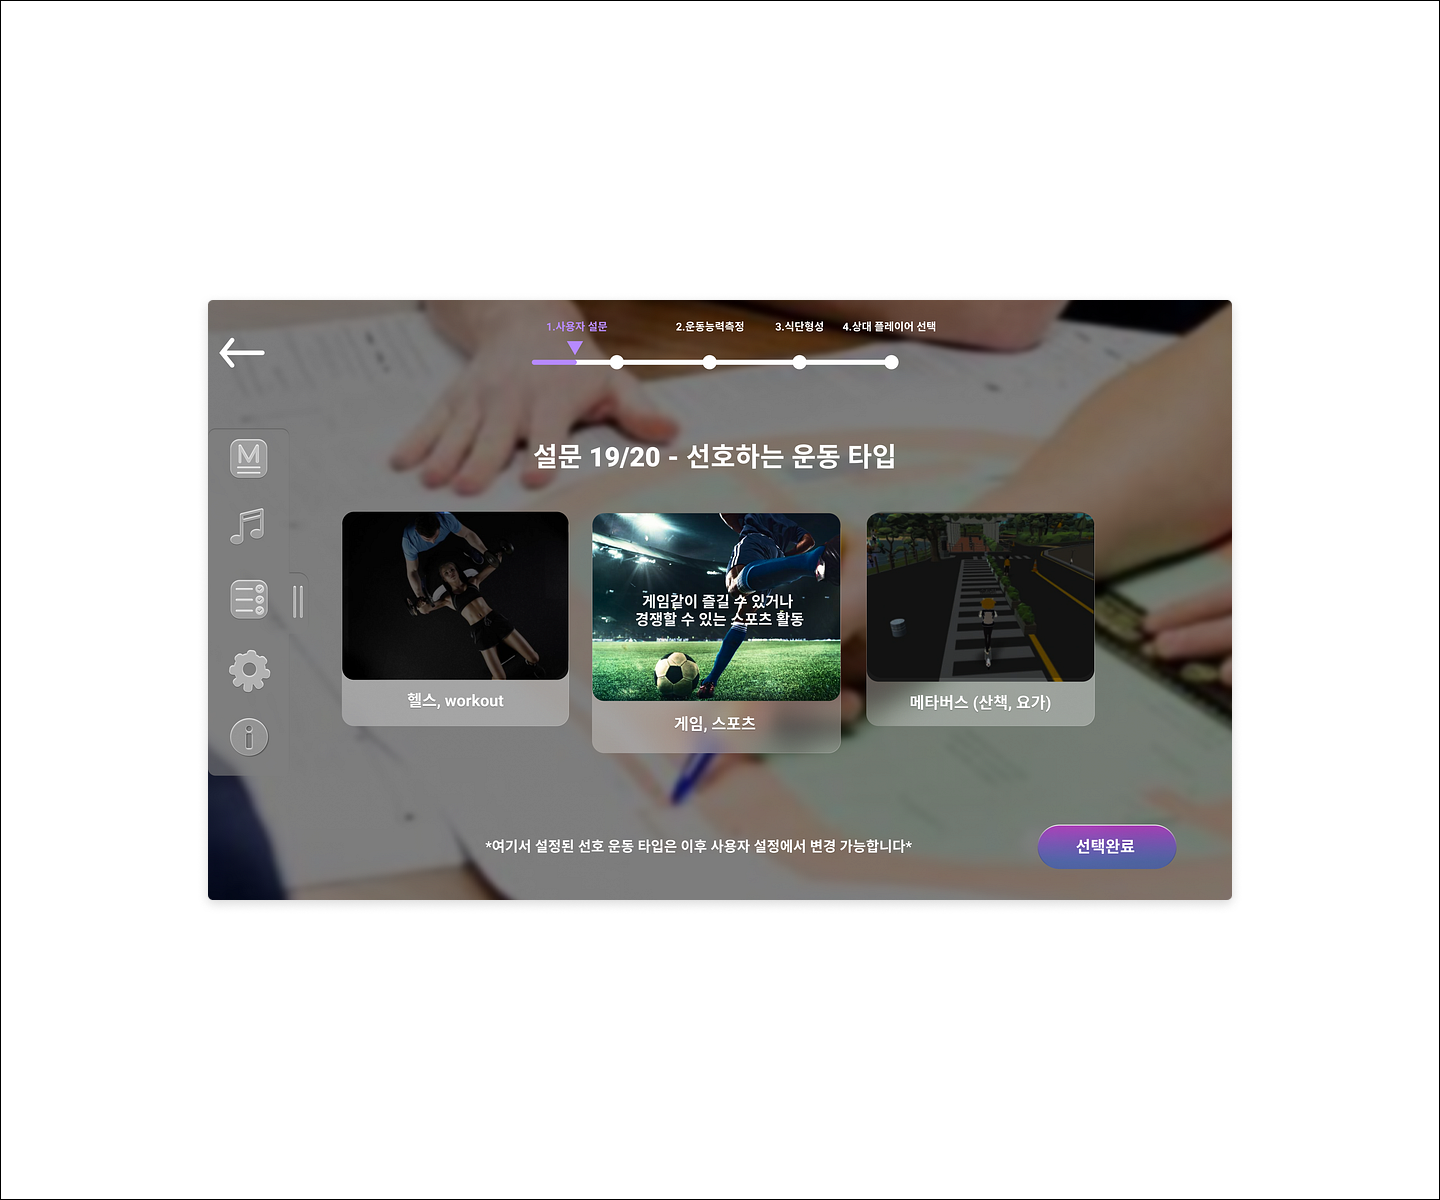 1.사용자 설문
2.운동능력측정
3.식단형성
4.상대 플레이어 선택
M
설문 19/20 - 선호하는 운동 타입
게임같이 즐길 수 있거나
경쟁할 수 있는 스포츠 활동
헬스, workout
게임, 스포츠
메타버스 (산책, 요가)
*여기서 설정된 선호 운동 타입은 이후 사용자 설정에서 변경 가능합니다*
선택완료